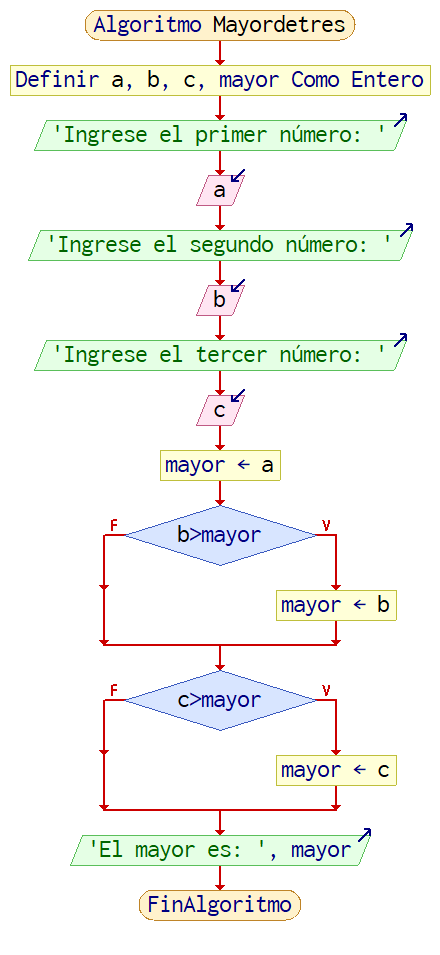 Algoritmo Mayordetres
Definir a, b, c, mayor Como Entero
'Ingrese el primer número: '
a
'Ingrese el segundo número: '
b
'Ingrese el tercer número: '
c
mayor ← a
F
V
b>mayor
mayor ← b
F
V
c>mayor
mayor ← c
'El mayor es: ', mayor
FinAlgoritmo